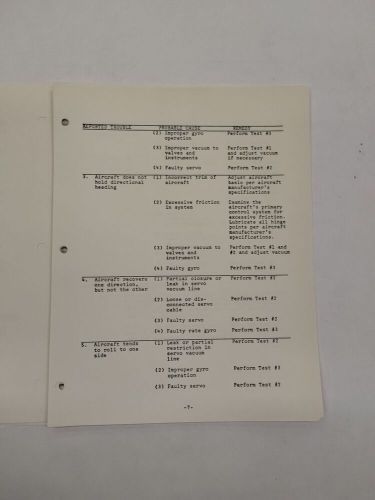 REPORTED TROUBLE PROBABLE CAUSE REMEDY
(2) Improper gyro operation Perform Test #3
(3) Improper vacuum to valves and instruments Perform Test #1 and adjust vacuum if necessary
(4) Faulty servo Perform Test #2
3. Aircraft does not hold directional heading (1) Incorrect trim of aircraft Adjust aircraft basic per aircraft manufacturer's specifications
(2) Excessive friction in system Examine the aircraft's primary control system for excessive friction. Lubricate all hinge points per aircraft manufacturer's specifications.
(3) Improper vacuum to valves and instruments Perform Test #1 and #2 and adjust vacuum
(4) Faulty gyro Perform Test #3
4. Aircraft recovers one direction, but not the other (1) Partial closure or leak in servo vacuum line Perform Test #2
(2) Loose or dis-connected servo cable Perform Test #2
(3) Faulty servo Perform Test #2
(4) Faulty rate gyro Perform Test #3
5. Aircraft tends to roll to one side (1) Leak or partial restriction in servo vacuum line Perform Test #2
(2) Improper gyro operation Perform Test #3
(3) Faulty servo Perform Test #2
-7-